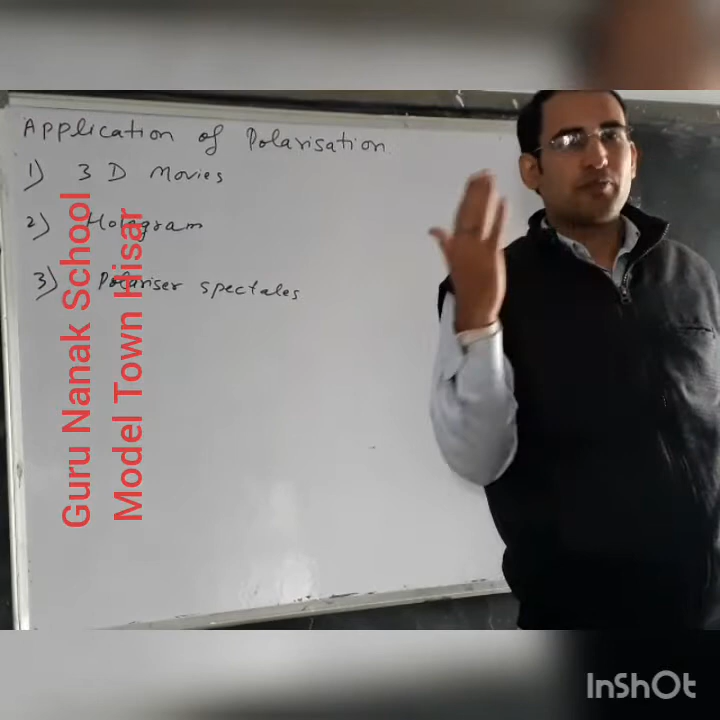 Application of Polarisation.
1) 3 D Movies
2) Hologram
3) Polariser spectales
Guru Nanak School
Model Town Hisar
InShOt